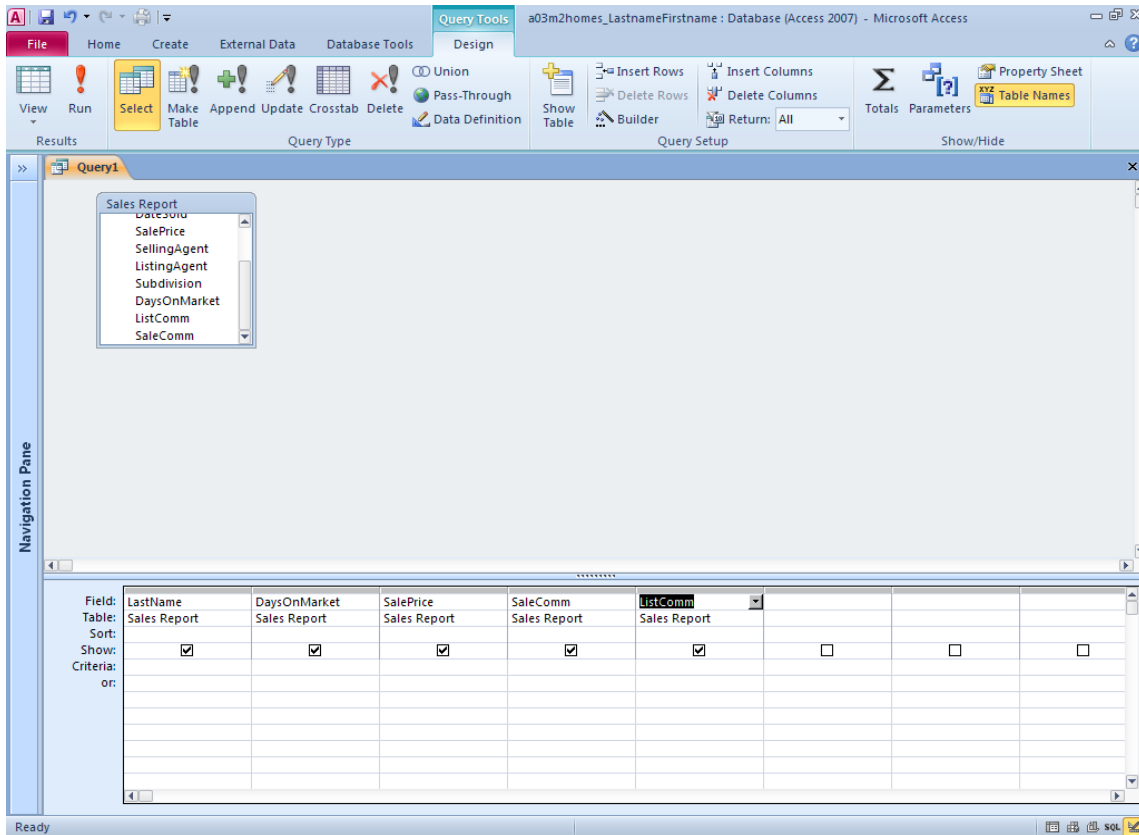 A Query Tools a03m2homes_LastnameFirstname : Database (Access 2007) - Microsoft Access
File Home Create External Data Database Tools Design ?
View Run Select Make Table Append Update Crosstab Delete
Union
Pass-Through
Data Definition
Show Table
Insert Rows
Delete Rows
Builder
Insert Columns
Delete Columns
Return: All
Σ
Totals
[?]
Parameters
Property Sheet
XYZ Table Names
Results Query Type Query Setup Show/Hide
» Query1 ×
Navigation Pane
Sales Report
DateSold
SalePrice
SellingAgent
ListingAgent
Subdivision
DaysOnMarket
ListComm
SaleComm
Field: LastName DaysOnMarket SalePrice SaleComm ListComm
Table: Sales Report Sales Report Sales Report Sales Report Sales Report
Sort:
Show:
Criteria:
or:
Ready SQL